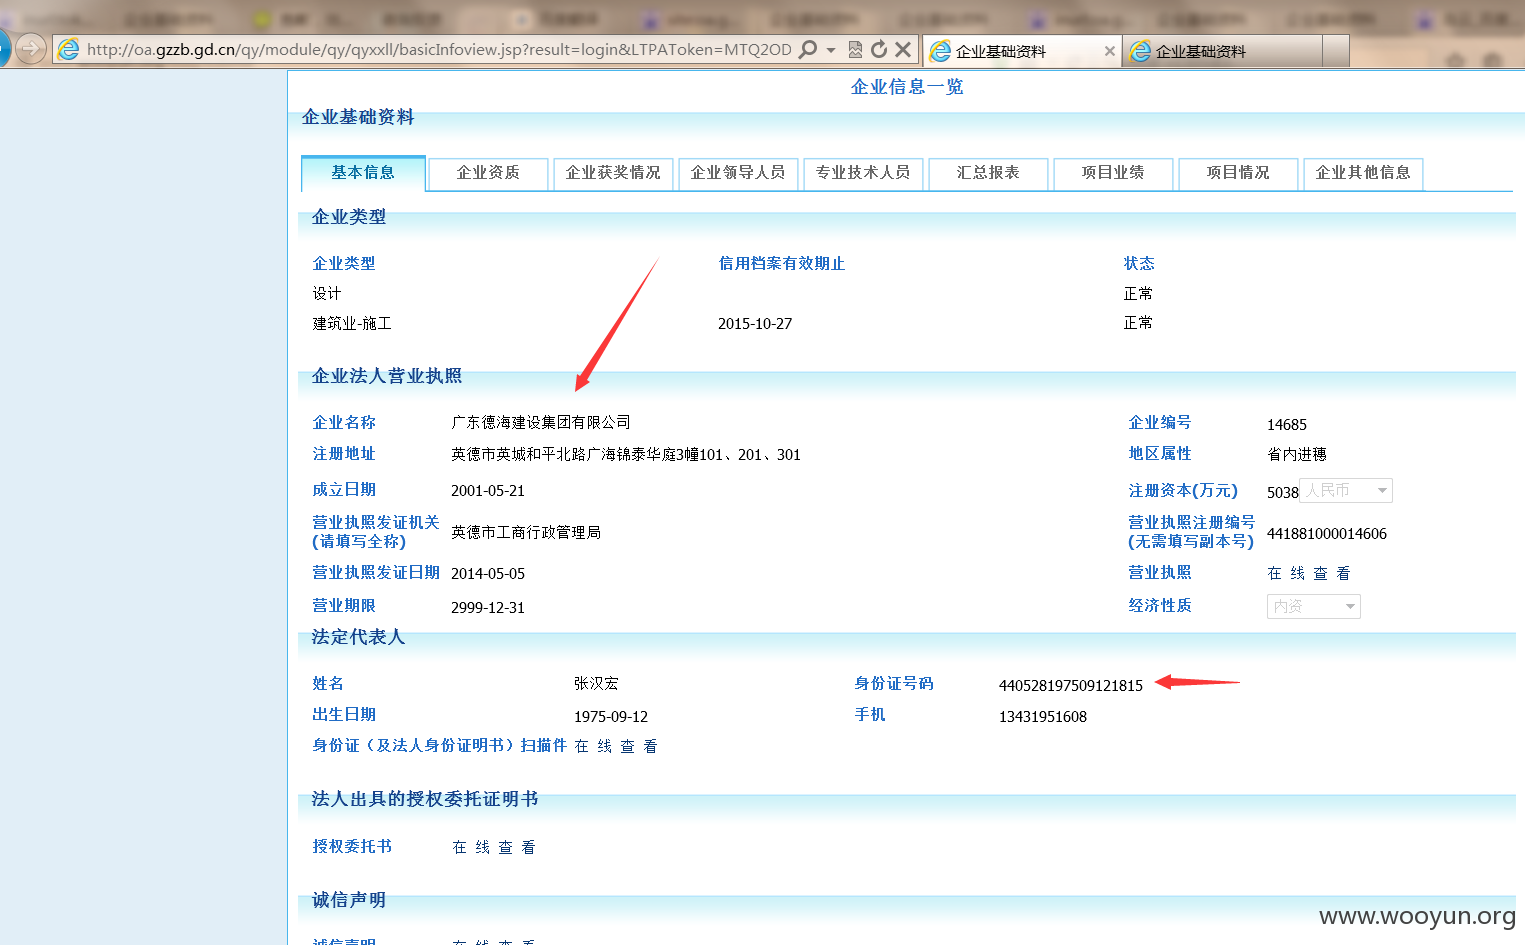 http://oa.gzzb.gd.cn/qy/module/qy/qyxxll/basicInfoview.jsp?result=login&LTPAToken=MTQ2OD
企业基础资料
企业基础资料
企业信息一览
企业基础资料
基本信息 企业资质 企业获奖情况 企业领导人员 专业技术人员 汇总报表 项目业绩 项目情况 企业其他信息
企业类型
企业类型 信用档案有效期止 状态
设计 正常
建筑业-施工 2015-10-27 正常
企业法人营业执照
企业名称 广东德海建设集团有限公司 企业编号 14685
注册地址 英德市英城和平北路广海锦泰华庭3幢101、201、301 地区属性 省内进穗
成立日期 2001-05-21 注册资本(万元) 5038 人民币
营业执照发证机关 英德市工商行政管理局 营业执照注册编号 441881000014606
(请填写全称) (无需填写副本号)
营业执照发证日期 2014-05-05 营业执照 在线查看
营业期限 2999-12-31 经济性质 内资
法定代表人
姓名 张汉宏 身份证号码 440528197509121815
出生日期 1975-09-12 手机 13431951608
身份证（及法人身份证明书）扫描件 在线查看
法人出具的授权委托证明书
授权委托书 在线查看
诚信声明
诚信声明 在线查看
www.wooyun.org